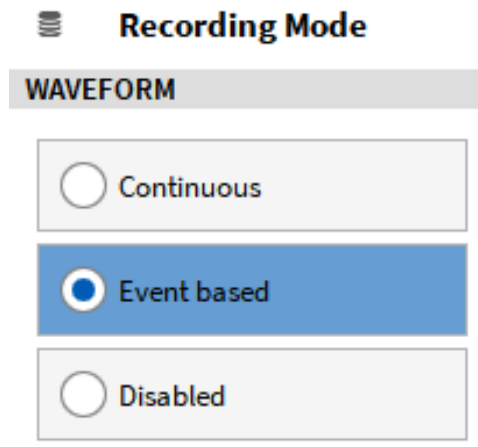 Recording Mode
WAVEFORM
Continuous
Event based
Disabled